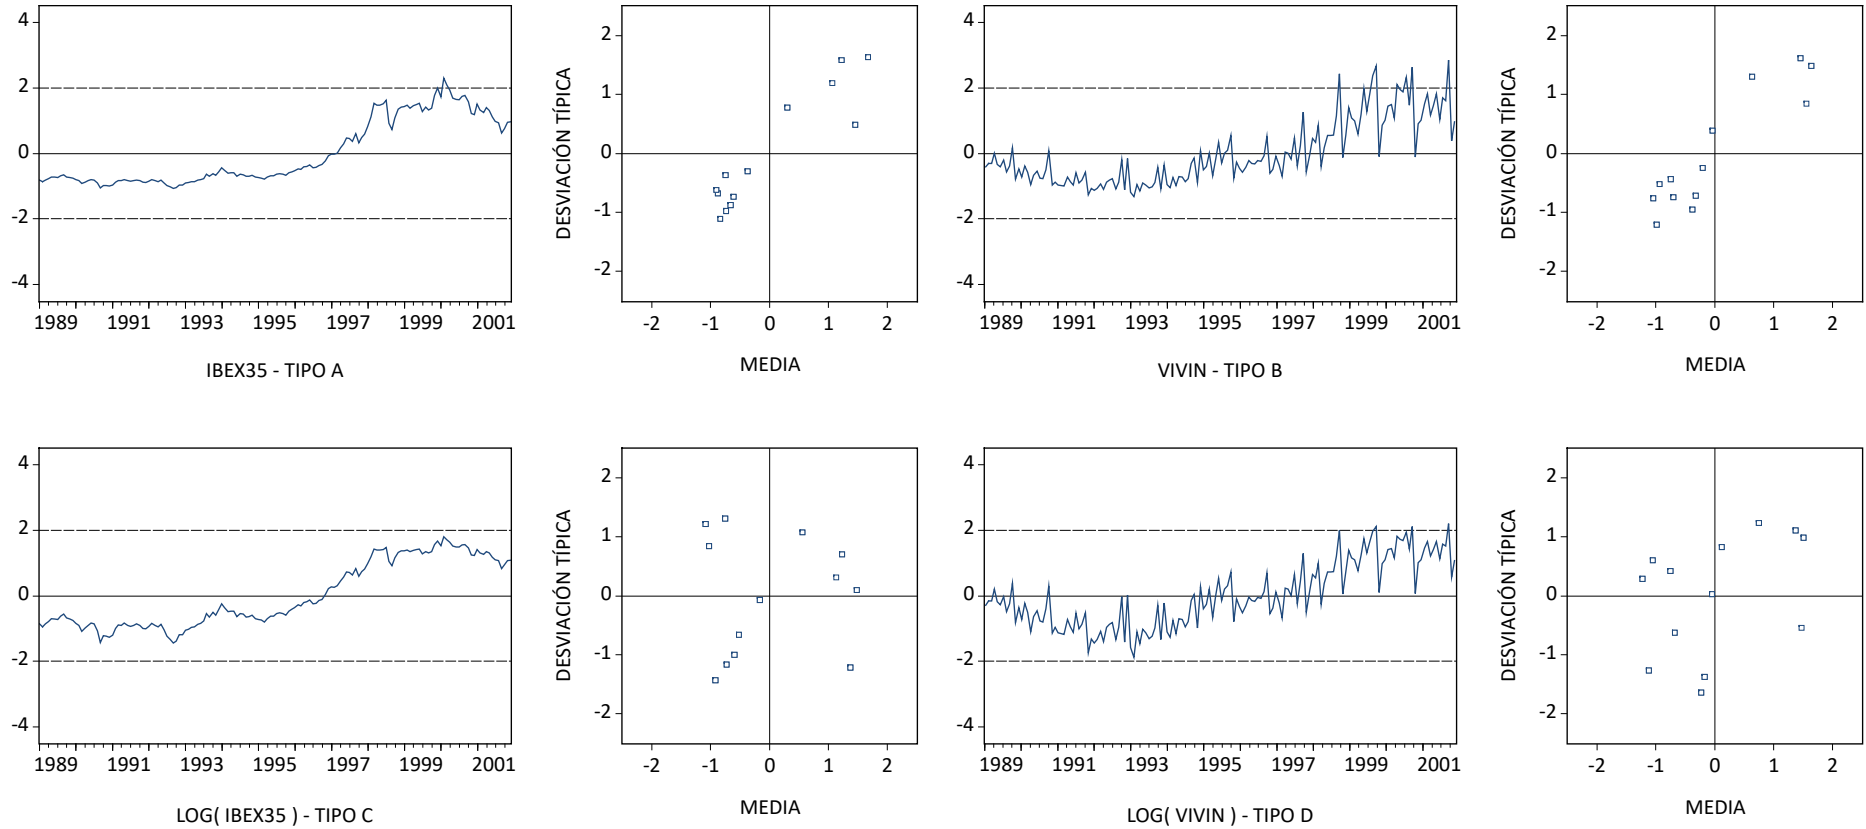 4
2
0
-2
-4
1989 1991 1993 1995 1997 1999 2001
IBEX35 - TIPO A
DESVIACIÓN TÍPICA
2
1
0
-1
-2
-2 -1 0 1 2
MEDIA
4
2
0
-2
-4
1989 1991 1993 1995 1997 1999 2001
VIVIN - TIPO B
DESVIACIÓN TÍPICA
2
1
0
-1
-2
-2 -1 0 1 2
MEDIA
4
2
0
-2
-4
1989 1991 1993 1995 1997 1999 2001
LOG( IBEX35 ) - TIPO C
DESVIACIÓN TÍPICA
2
1
0
-1
-2
-2 -1 0 1 2
MEDIA
4
2
0
-2
-4
1989 1991 1993 1995 1997 1999 2001
LOG( VIVIN ) - TIPO D
DESVIACIÓN TÍPICA
2
1
0
-1
-2
-2 -1 0 1 2
MEDIA